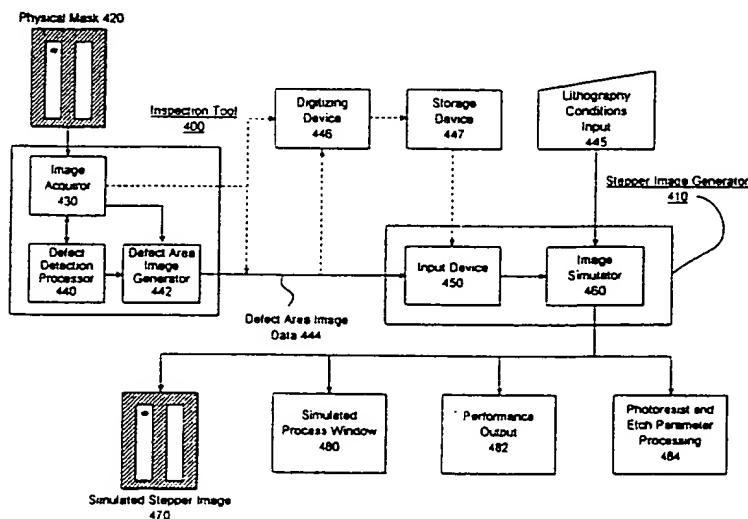 Physical Mask 420
Inspection Tool
400
Digitizing
Device
446
Storage
Device
447
Lithography
Conditions
Input
445
Image
Acquiror
430
Stepper Image Generator
410
Defect
Detection
Processor
440
Defect Area
Image
Generator
442
Input Device
450
Image
Simulator
460
Defect Area Image
Data 444
Simulated
Process Window
480
Performance
Output
482
Photoresist and
Etch Parameter
Processing
484
Simulated Stepper Image
470